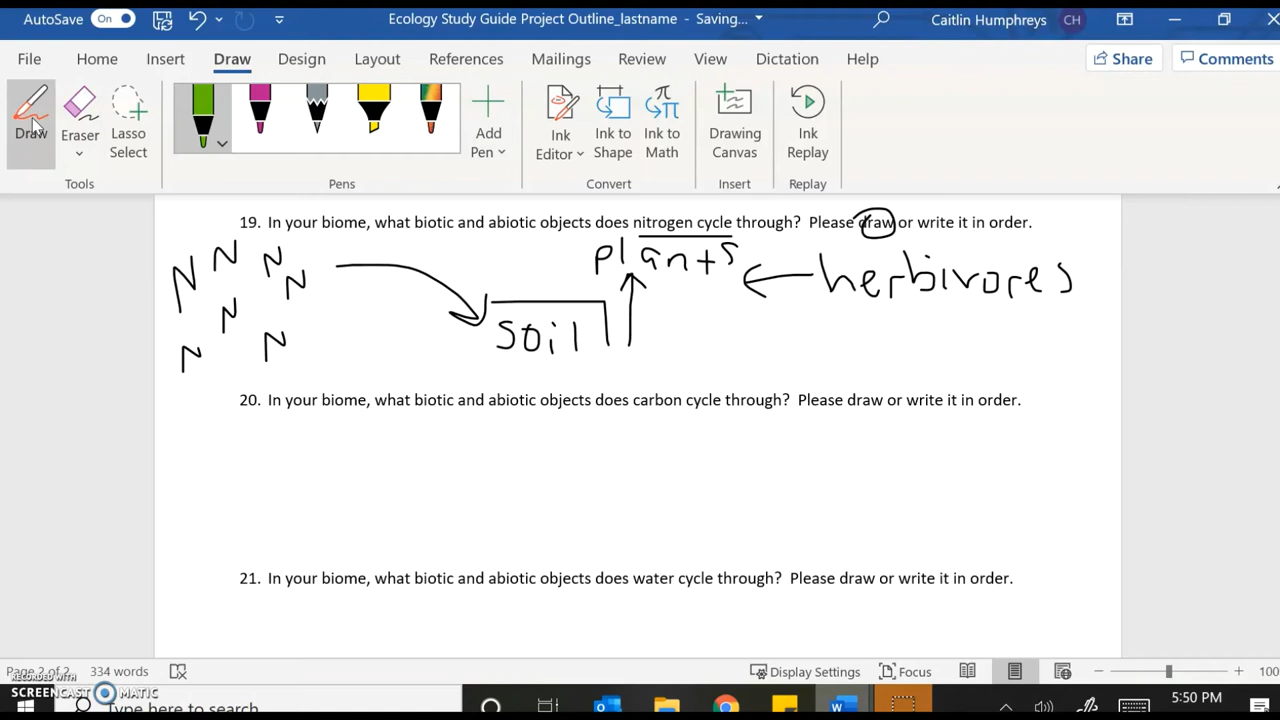 AutoSave On Ecology Study Guide Project Outline_lastname - Saving... Caitlin Humphreys CH
File Home Insert Draw Design Layout References Mailings Review View Dictation Help Share Comments
Draw Eraser Lasso Select Add Pen Ink Editor Ink to Shape Ink to Math Drawing Canvas Ink Replay
Tools Pens Convert Insert Replay
19. In your biome, what biotic and abiotic objects does nitrogen cycle through? Please draw or write it in order.
N N N N N N N
plants
herbivores
soil
20. In your biome, what biotic and abiotic objects does carbon cycle through? Please draw or write it in order.
21. In your biome, what biotic and abiotic objects does water cycle through? Please draw or write it in order.
Page 2 of 2 334 words Display Settings Focus 100
RECORDED WITH
SCREENCAST MATIC
Type here to search 5:50 PM